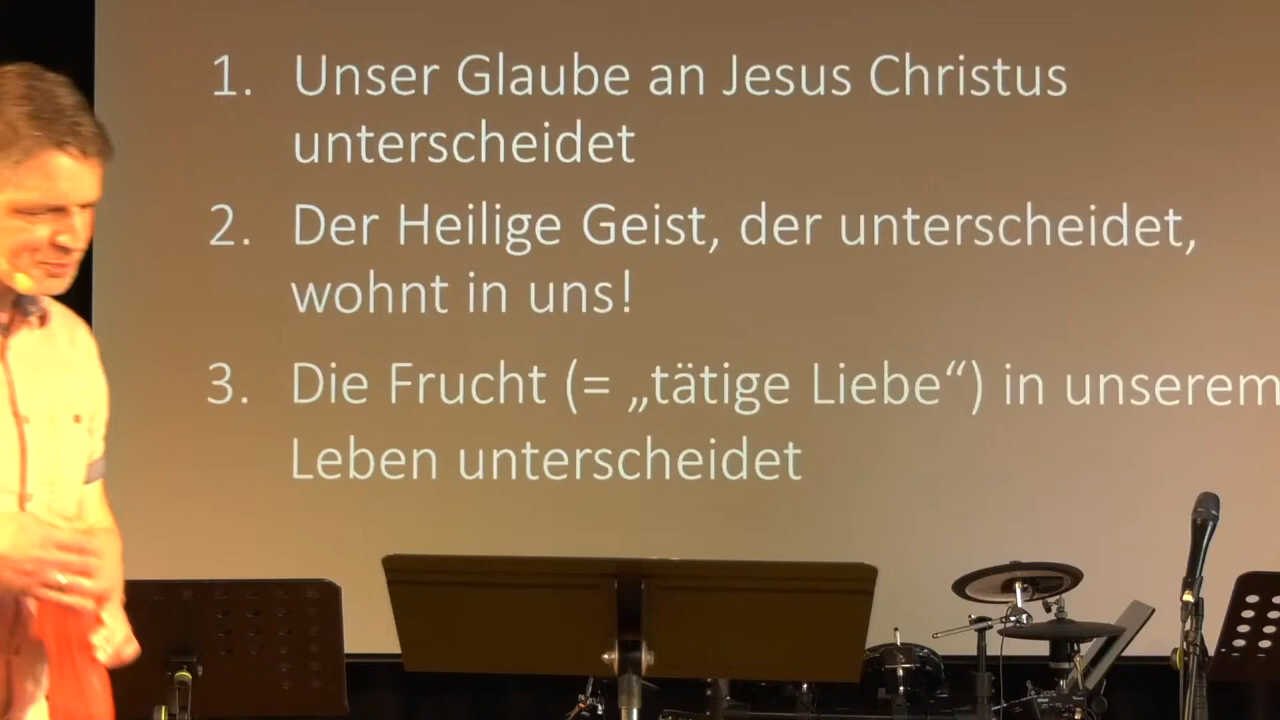 1. Unser Glaube an Jesus Christus
unterscheidet
2. Der Heilige Geist, der unterscheidet,
wohnt in uns!
3. Die Frucht (= „tätige Liebe“) in unserem
Leben unterscheidet